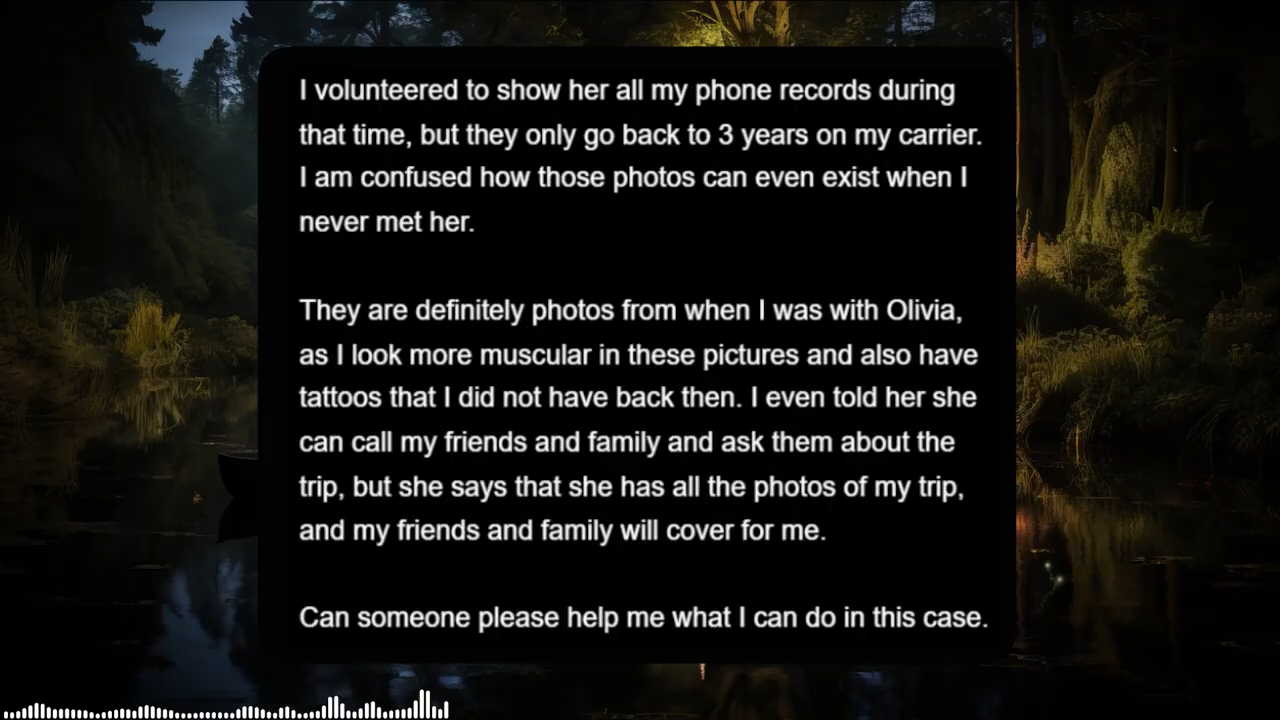 I volunteered to show her all my phone records during
that time, but they only go back to 3 years on my carrier.
I am confused how those photos can even exist when I
never met her.
They are definitely photos from when I was with Olivia,
as I look more muscular in these pictures and also have
tattoos that I did not have back then. I even told her she
can call my friends and family and ask them about the
trip, but she says that she has all the photos of my trip,
and my friends and family will cover for me.
Can someone please help me what I can do in this case.